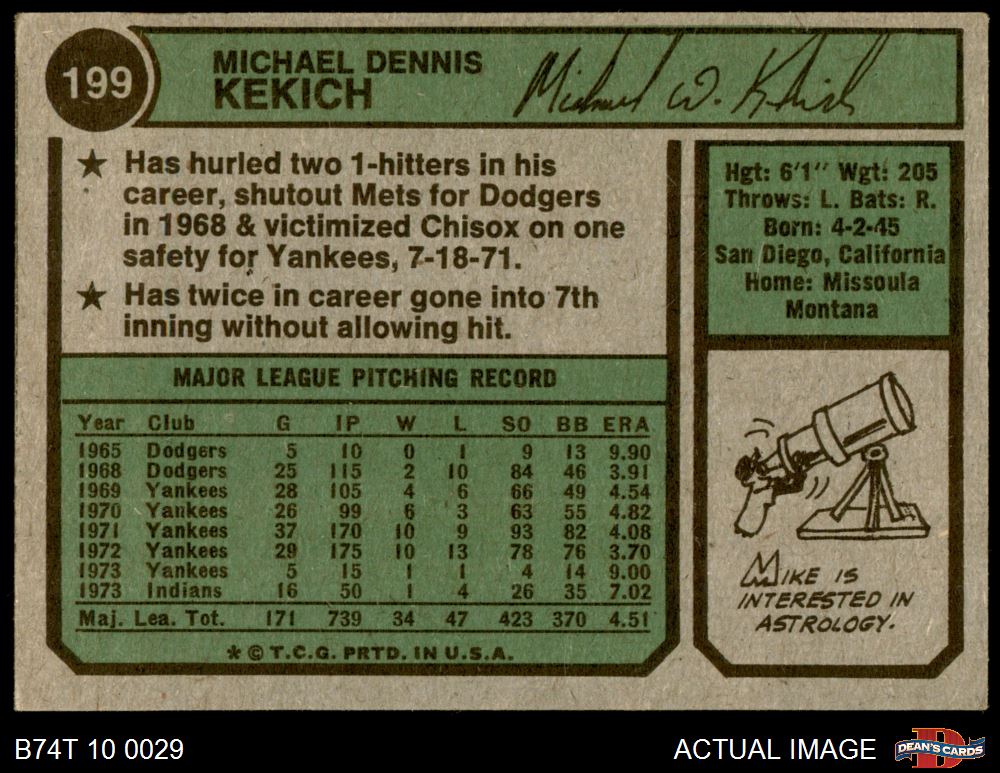 199
MICHAEL DENNIS
KEKICH
Michael W. Kekich
★ Has hurled two 1-hitters in his
career, shutout Mets for Dodgers
in 1968 & victimized Chisox on one
safety for Yankees, 7-18-71.
★ Has twice in career gone into 7th
inning without allowing hit.
Hgt: 6'1" Wgt: 205
Throws: L. Bats: R.
Born: 4-2-45
San Diego, California
Home: Missoula
Montana
MAJOR LEAGUE PITCHING RECORD
Year Club G IP W L SO BB ERA
1965 Dodgers 5 10 0 1 9 13 9.90
1968 Dodgers 25 115 2 10 84 46 3.91
1969 Yankees 28 105 4 6 66 49 4.54
1970 Yankees 26 99 6 3 63 55 4.82
1971 Yankees 37 170 10 9 93 82 4.08
1972 Yankees 29 175 10 13 78 76 3.70
1973 Yankees 5 15 1 1 4 14 9.00
1973 Indians 16 50 1 4 26 35 7.02
Maj. Lea. Tot. 171 739 34 47 423 370 4.51
* © T.C.G. PRTD. IN U.S.A.
MIKE IS
INTERESTED IN
ASTROLOGY.
B74T 10 0029
ACTUAL IMAGE
D
DEAN'S CARDS